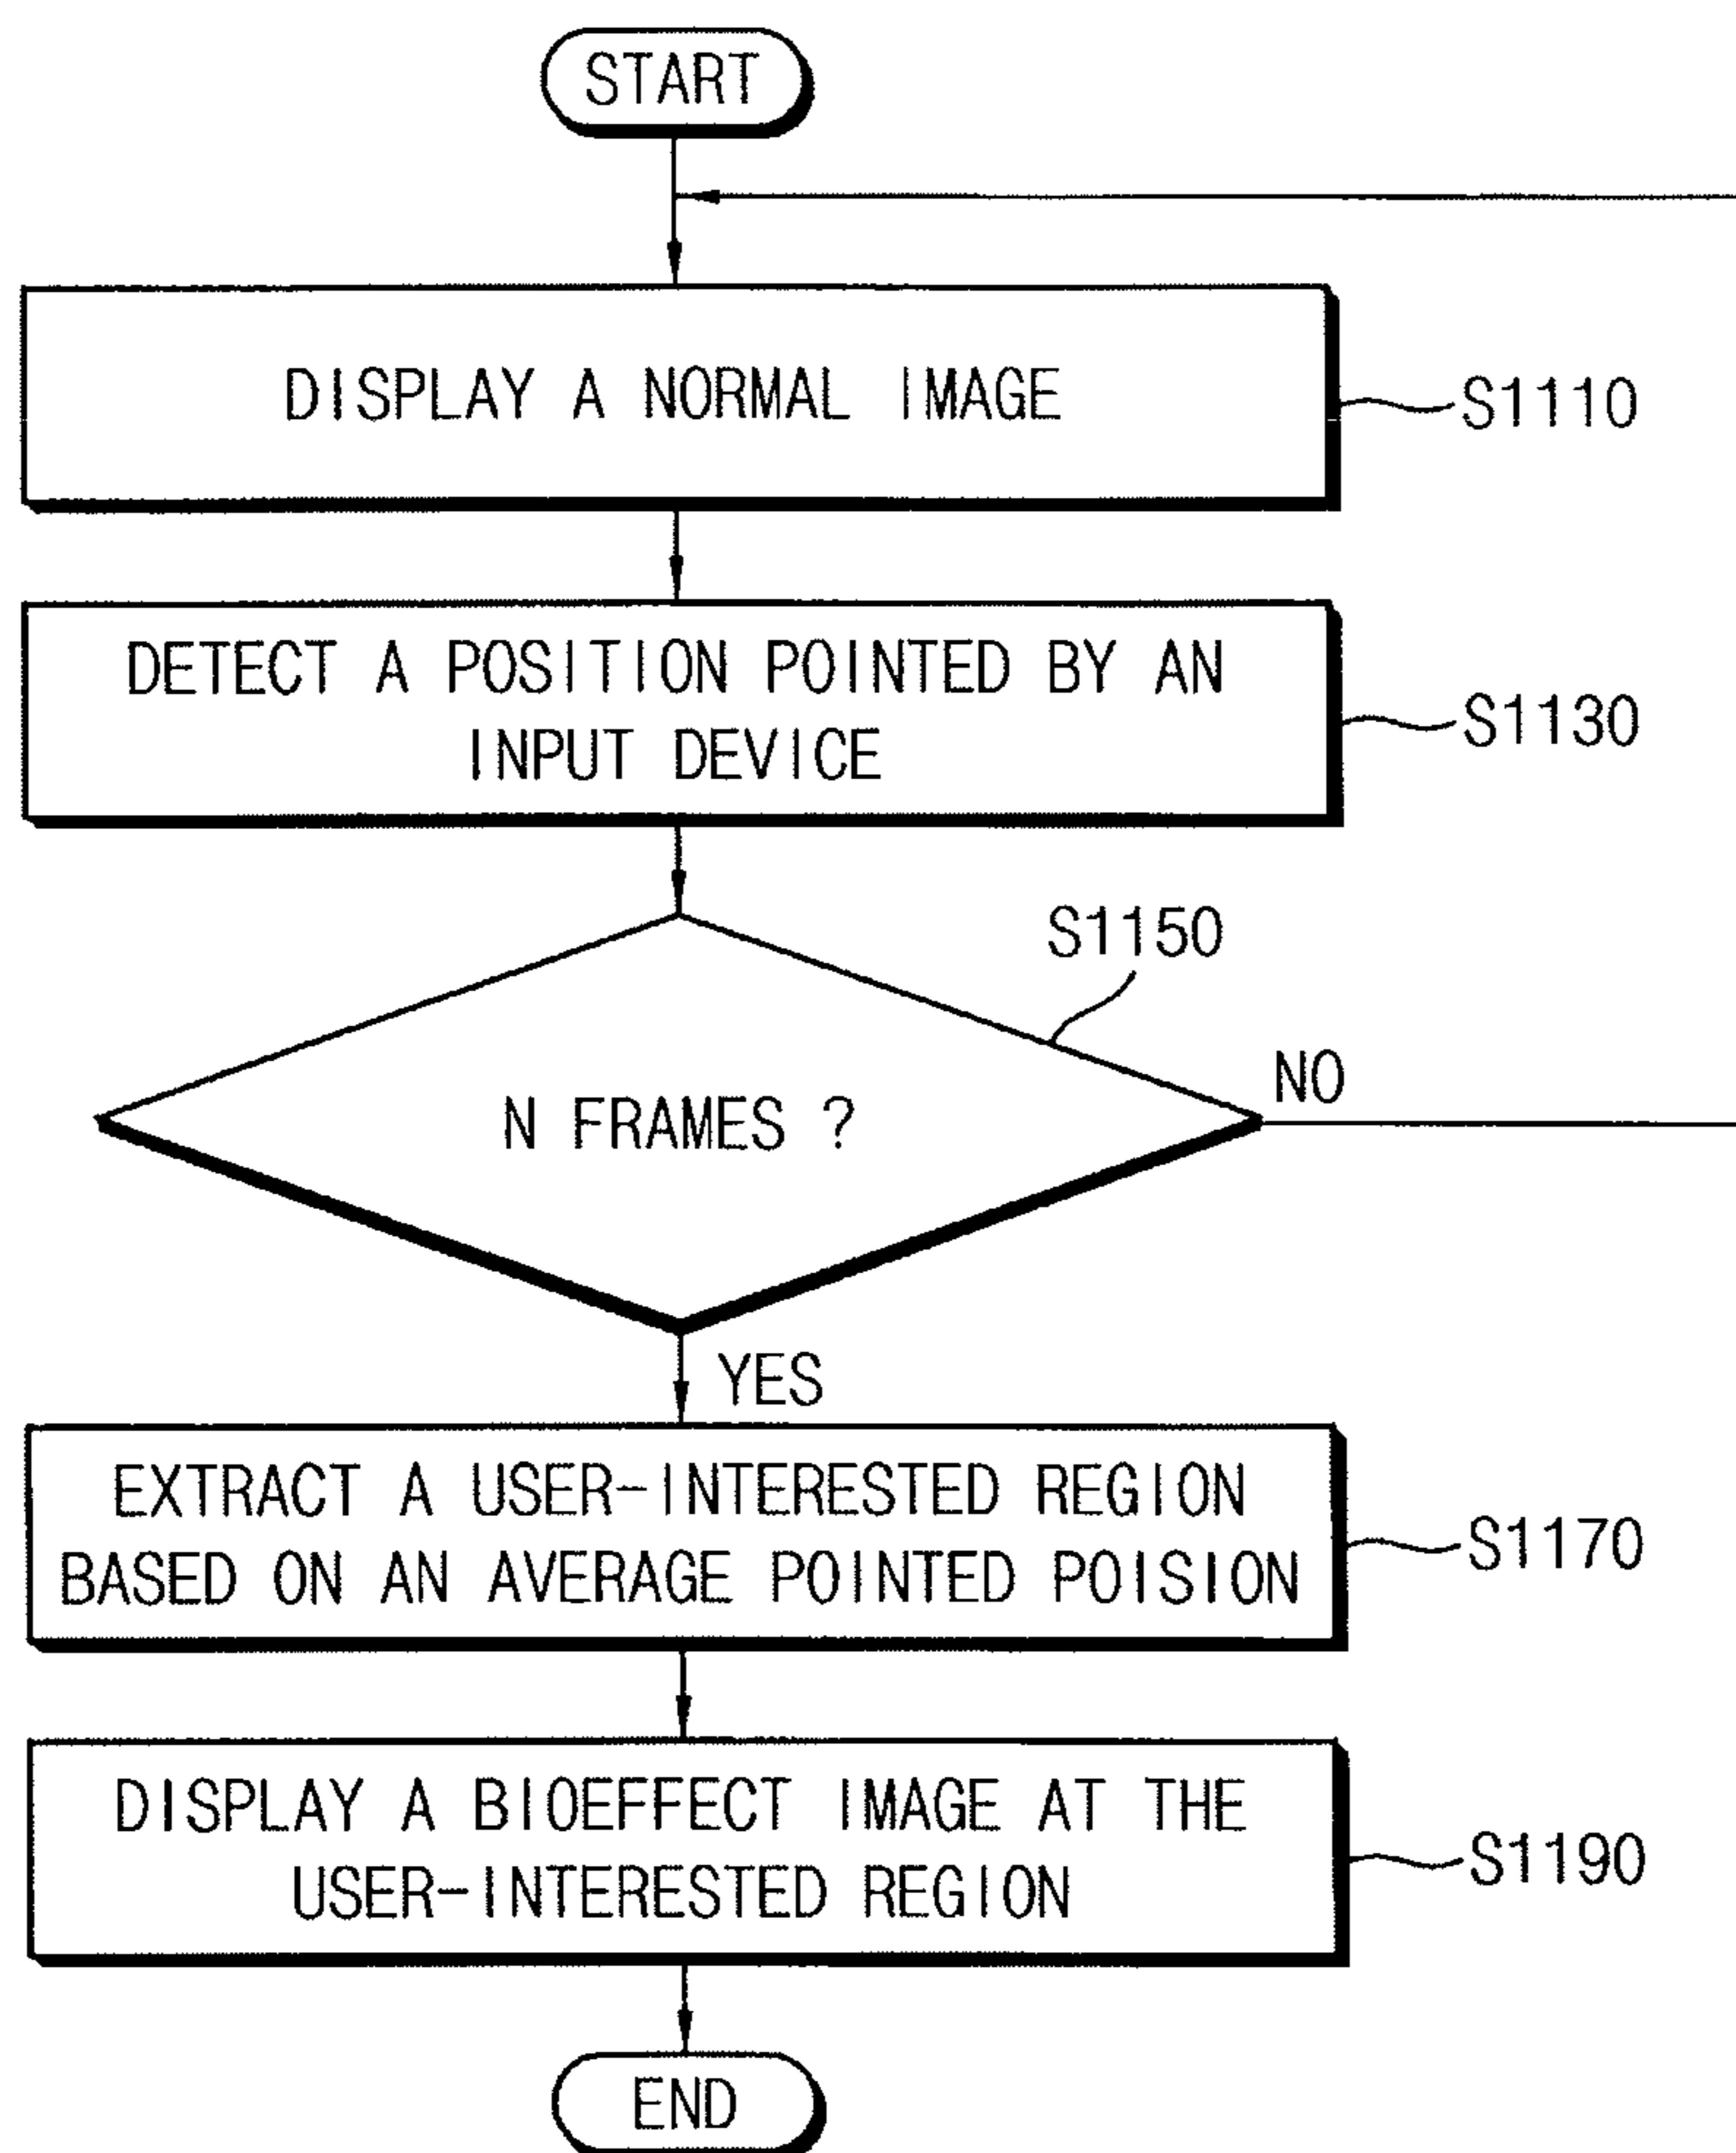 START
DISPLAY A NORMAL IMAGE
S1110
DETECT A POSITION POINTED BY AN
INPUT DEVICE
S1130
S1150
N FRAMES ?
NO
YES
EXTRACT A USER-INTERESTED REGION
BASED ON AN AVERAGE POINTED POISION
S1170
DISPLAY A BIOEFFECT IMAGE AT THE
USER-INTERESTED REGION
S1190
END